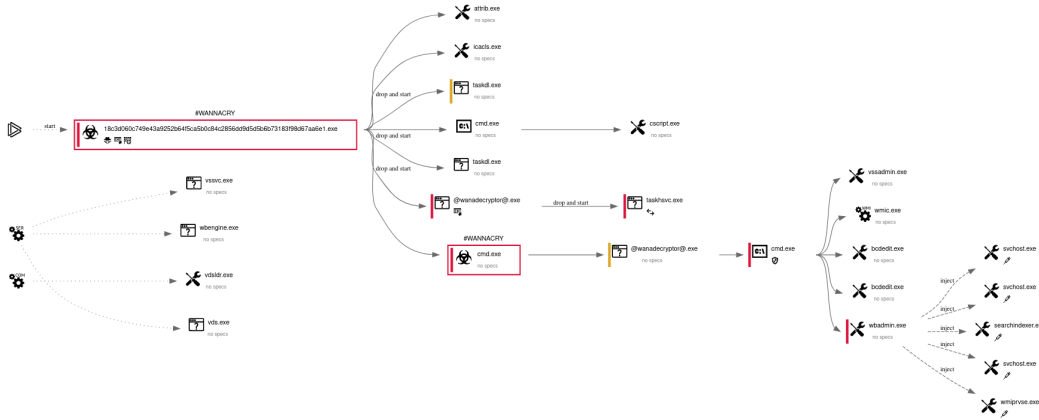 attrib.exe
no specs
icacls.exe
no specs
drop and start
taskdl.exe
no specs
#WANNACRY
start
18c3d060c749e43a9252b64f5ca5b0c84c2856dd9d5d5b6b73183f98d67aa6e1.exe
cmd.exe
no specs
cscript.exe
no specs
drop and start
taskdl.exe
no specs
drop and start
vssvc.exe
no specs
@wanadecryptor@.exe
drop and start
taskhsvc.exe
vssadmin.exe
no specs
wmic.exe
no specs
wbengine.exe
no specs
#WANNACRY
cmd.exe
no specs
@wanadecryptor@.exe
no specs
cmd.exe
bcdedit.exe
no specs
svchost.exe
COM
vdsldr.exe
no specs
inject
bcdedit.exe
no specs
svchost.exe
inject
vds.exe
no specs
wbadmin.exe
no specs
inject
searchindexer.e
inject
svchost.exe
inject
wmiprvse.exe